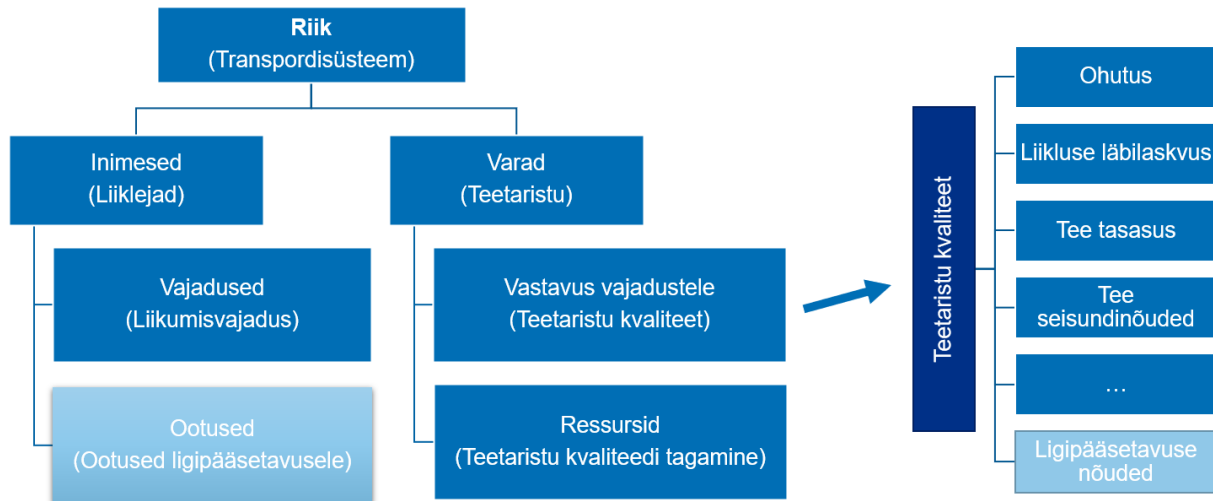 Riik
(Transpordisüsteem)
Inimesed
(Liiklejad)
Varad
(Teetaristu)
Vajadused
(Liikumisvajadus)
Vastavus vajadustele
(Teetaristu kvaliteet)
Ootused
(Ootused ligipääsetavusele)
Ressursid
(Teetaristu kvaliteedi tagamine)
Teetaristu kvaliteet
Ohutus
Liikluse läbilaskvus
Tee tasasus
Tee
seisundinõuded
…
Ligipääsetavuse
nõuded